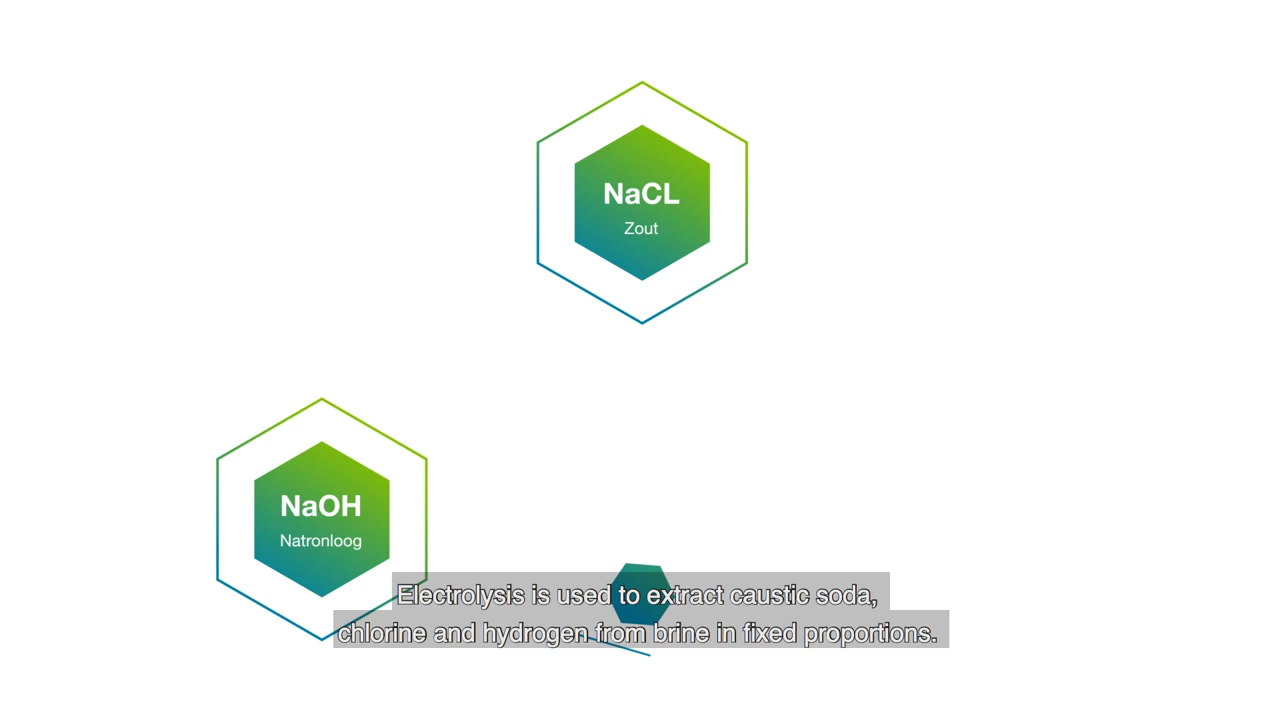 NaCL
Zout
NaOH
Natronloog
Electrolysis is used to extract caustic soda,
chlorine and hydrogen from brine in fixed proportions.